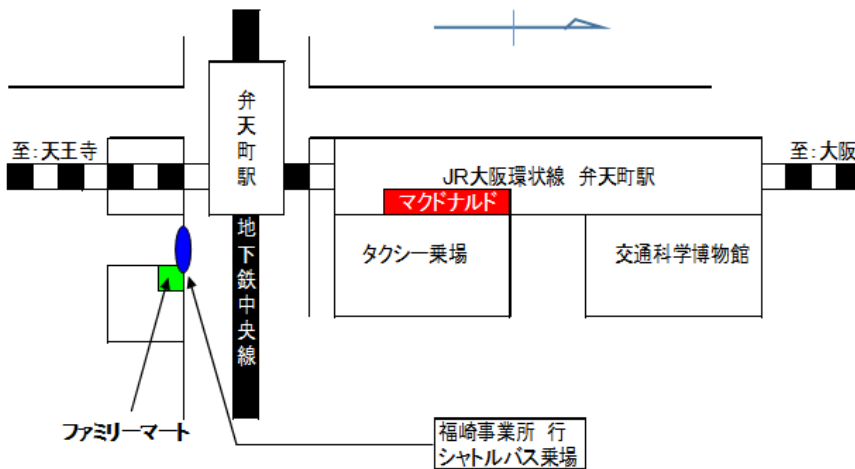 弁天町駅
至：天王寺
至：大阪
JR大阪環状線 弁天町駅
マクドナルド
地下鉄中央線
タクシー乗場
交通科学博物館
ファミリーマート
福崎事業所 行
シャトルバス乗場